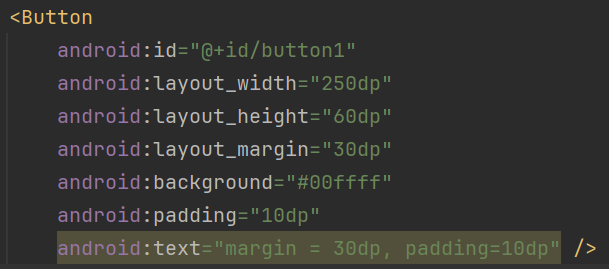 <Button
android:id="@+id/button1"
android:layout_width="250dp"
android:layout_height="60dp"
android:layout_margin="30dp"
android:background="#00ffff"
android:padding="10dp"
android:text="margin = 30dp, padding=10dp" />